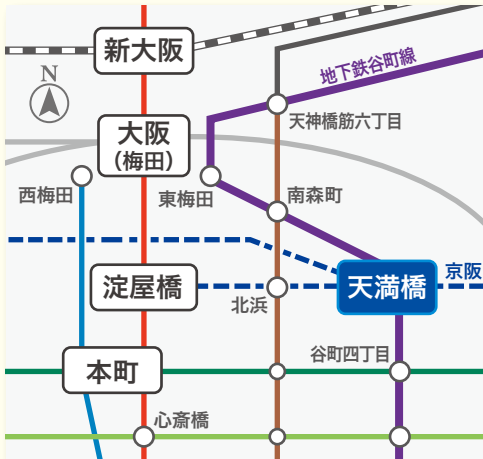 新大阪
地下鉄谷町線
N
天神橋筋六丁目
大阪
(梅田)
西梅田
東梅田
南森町
京阪
淀屋橋
天満橋
北浜
谷町四丁目
本町
心斎橋